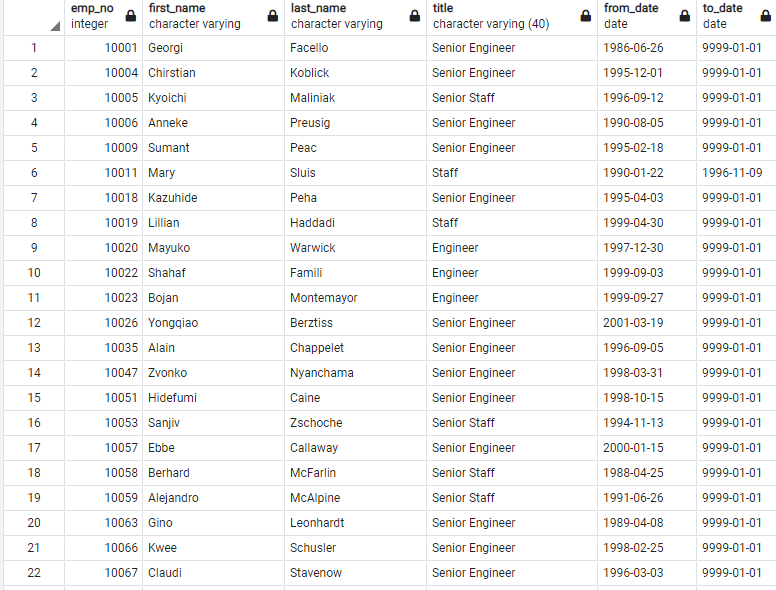 emp_no first_name last_name title from_date to_date
integer character varying character varying character varying (40) date date
1 10001 Georgi Facello Senior Engineer 1986-06-26 9999-01-01
2 10004 Chirstian Koblick Senior Engineer 1995-12-01 9999-01-01
3 10005 Kyoichi Maliniak Senior Staff 1996-09-12 9999-01-01
4 10006 Anneke Preusig Senior Engineer 1990-08-05 9999-01-01
5 10009 Sumant Peac Senior Engineer 1995-02-18 9999-01-01
6 10011 Mary Sluis Staff 1990-01-22 1996-11-09
7 10018 Kazuhide Peha Senior Engineer 1995-04-03 9999-01-01
8 10019 Lillian Haddadi Staff 1999-04-30 9999-01-01
9 10020 Mayuko Warwick Engineer 1997-12-30 9999-01-01
10 10022 Shahaf Famili Engineer 1999-09-03 9999-01-01
11 10023 Bojan Montemayor Engineer 1999-09-27 9999-01-01
12 10026 Yongqiao Berztiss Senior Engineer 2001-03-19 9999-01-01
13 10035 Alain Chappelet Senior Engineer 1996-09-05 9999-01-01
14 10047 Zvonko Nyanchama Senior Engineer 1998-03-31 9999-01-01
15 10051 Hidefumi Caine Senior Engineer 1998-10-15 9999-01-01
16 10053 Sanjiv Zschoche Senior Staff 1994-11-13 9999-01-01
17 10057 Ebbe Callaway Senior Engineer 2000-01-15 9999-01-01
18 10058 Berhard McFarlin Senior Staff 1988-04-25 9999-01-01
19 10059 Alejandro McAlpine Senior Staff 1991-06-26 9999-01-01
20 10063 Gino Leonhardt Senior Engineer 1989-04-08 9999-01-01
21 10066 Kwee Schusler Senior Engineer 1998-02-25 9999-01-01
22 10067 Claudi Stavenow Senior Engineer 1996-03-03 9999-01-01